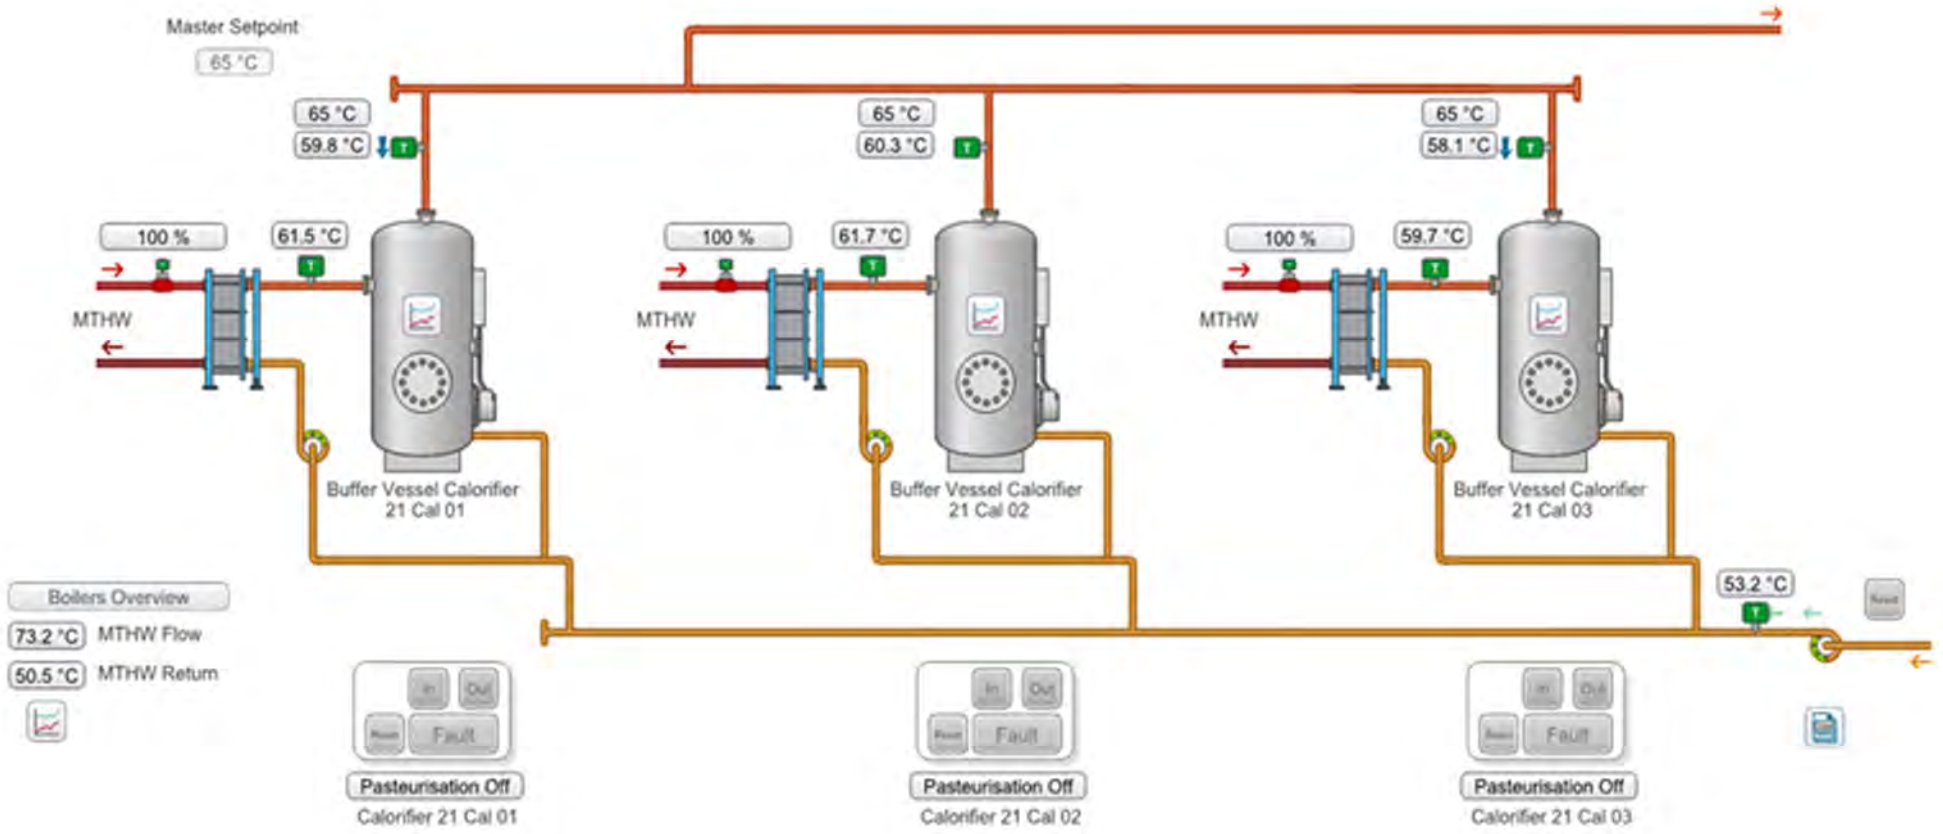 Master Setpoint
65 °C
65 °C
59.8 °C
T
65 °C
60.3 °C
T
65 °C
58.1 °C
T
100 %
61.5 °C
T
100 %
61.7 °C
T
100 %
59.7 °C
T
MTHW
MTHW
MTHW
Buffer Vessel Calorifier
21 Cal 01
Buffer Vessel Calorifier
21 Cal 02
Buffer Vessel Calorifier
21 Cal 03
53.2 °C
T
Reset
Boilers Overview
73.2 °C MTHW Flow
50.5 °C MTHW Return
In Out
Reset Fault
Pasteurisation Off
Calorifier 21 Cal 01
In Out
Reset Fault
Pasteurisation Off
Calorifier 21 Cal 02
In Out
Reset Fault
Pasteurisation Off
Calorifier 21 Cal 03